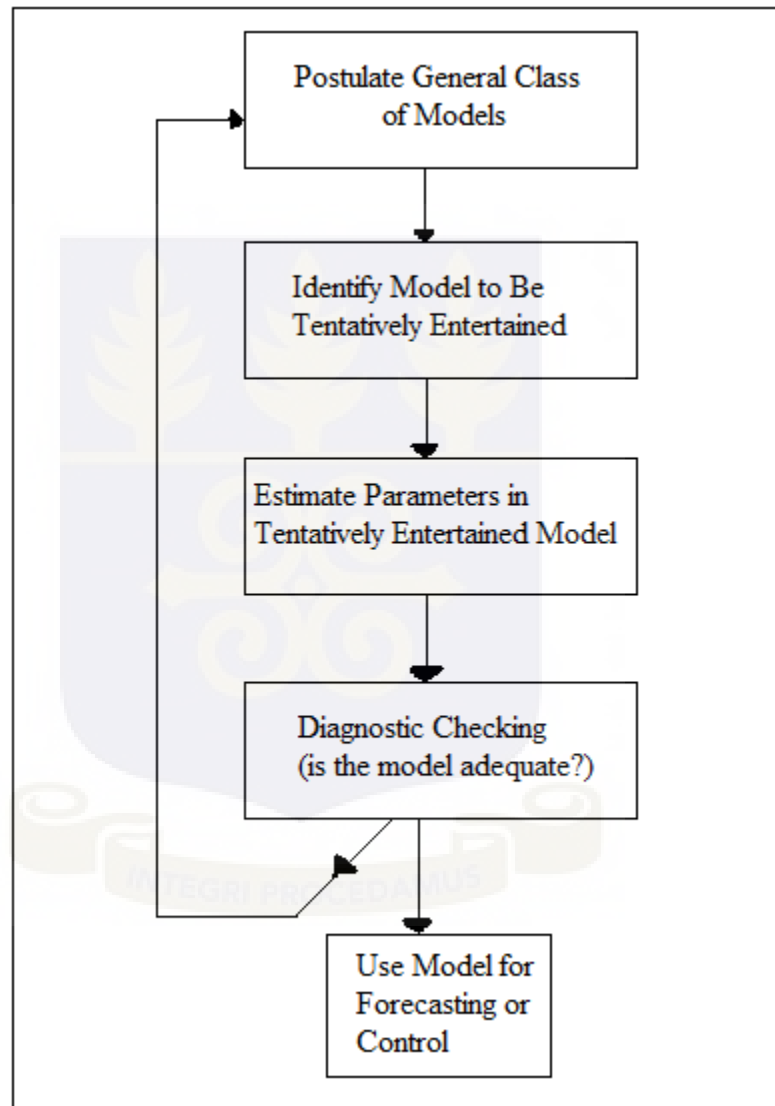 Postulate General Class
of Models
Identify Model to Be
Tentatively Entertained
Estimate Parameters in
Tentatively Entertained Model
Diagnostic Checking
(is the model adequate?)
INTEGRI PROCEDAMUS
Use Model for
Forecasting or
Control